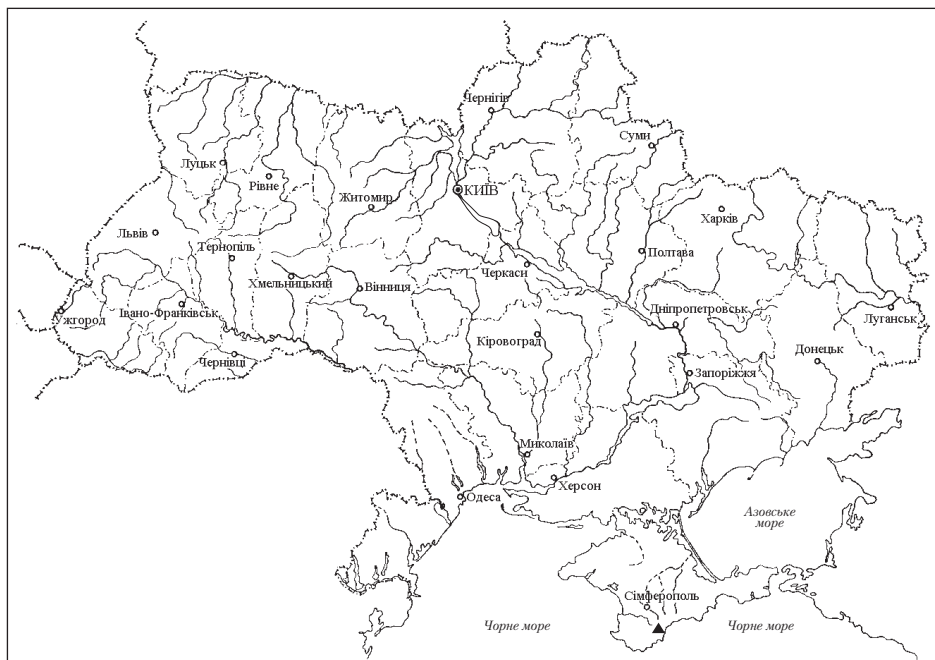 Чернігів
Суми
Луцьк
Рівне
КИЇВ
Житомир
Харків
Львів
Тернопіль
Полтава
Черкаси
Хмельницький
Вінниця
Ужгород
Івано-Франківськ
Дніпропетровськ
Луганськ
Кіровоград
Донецьк
Чернівці
Запоріжжя
Миколаїв
Херсон
Одеса
Азовське
море
Сімферополь
Чорне море
Чорне море